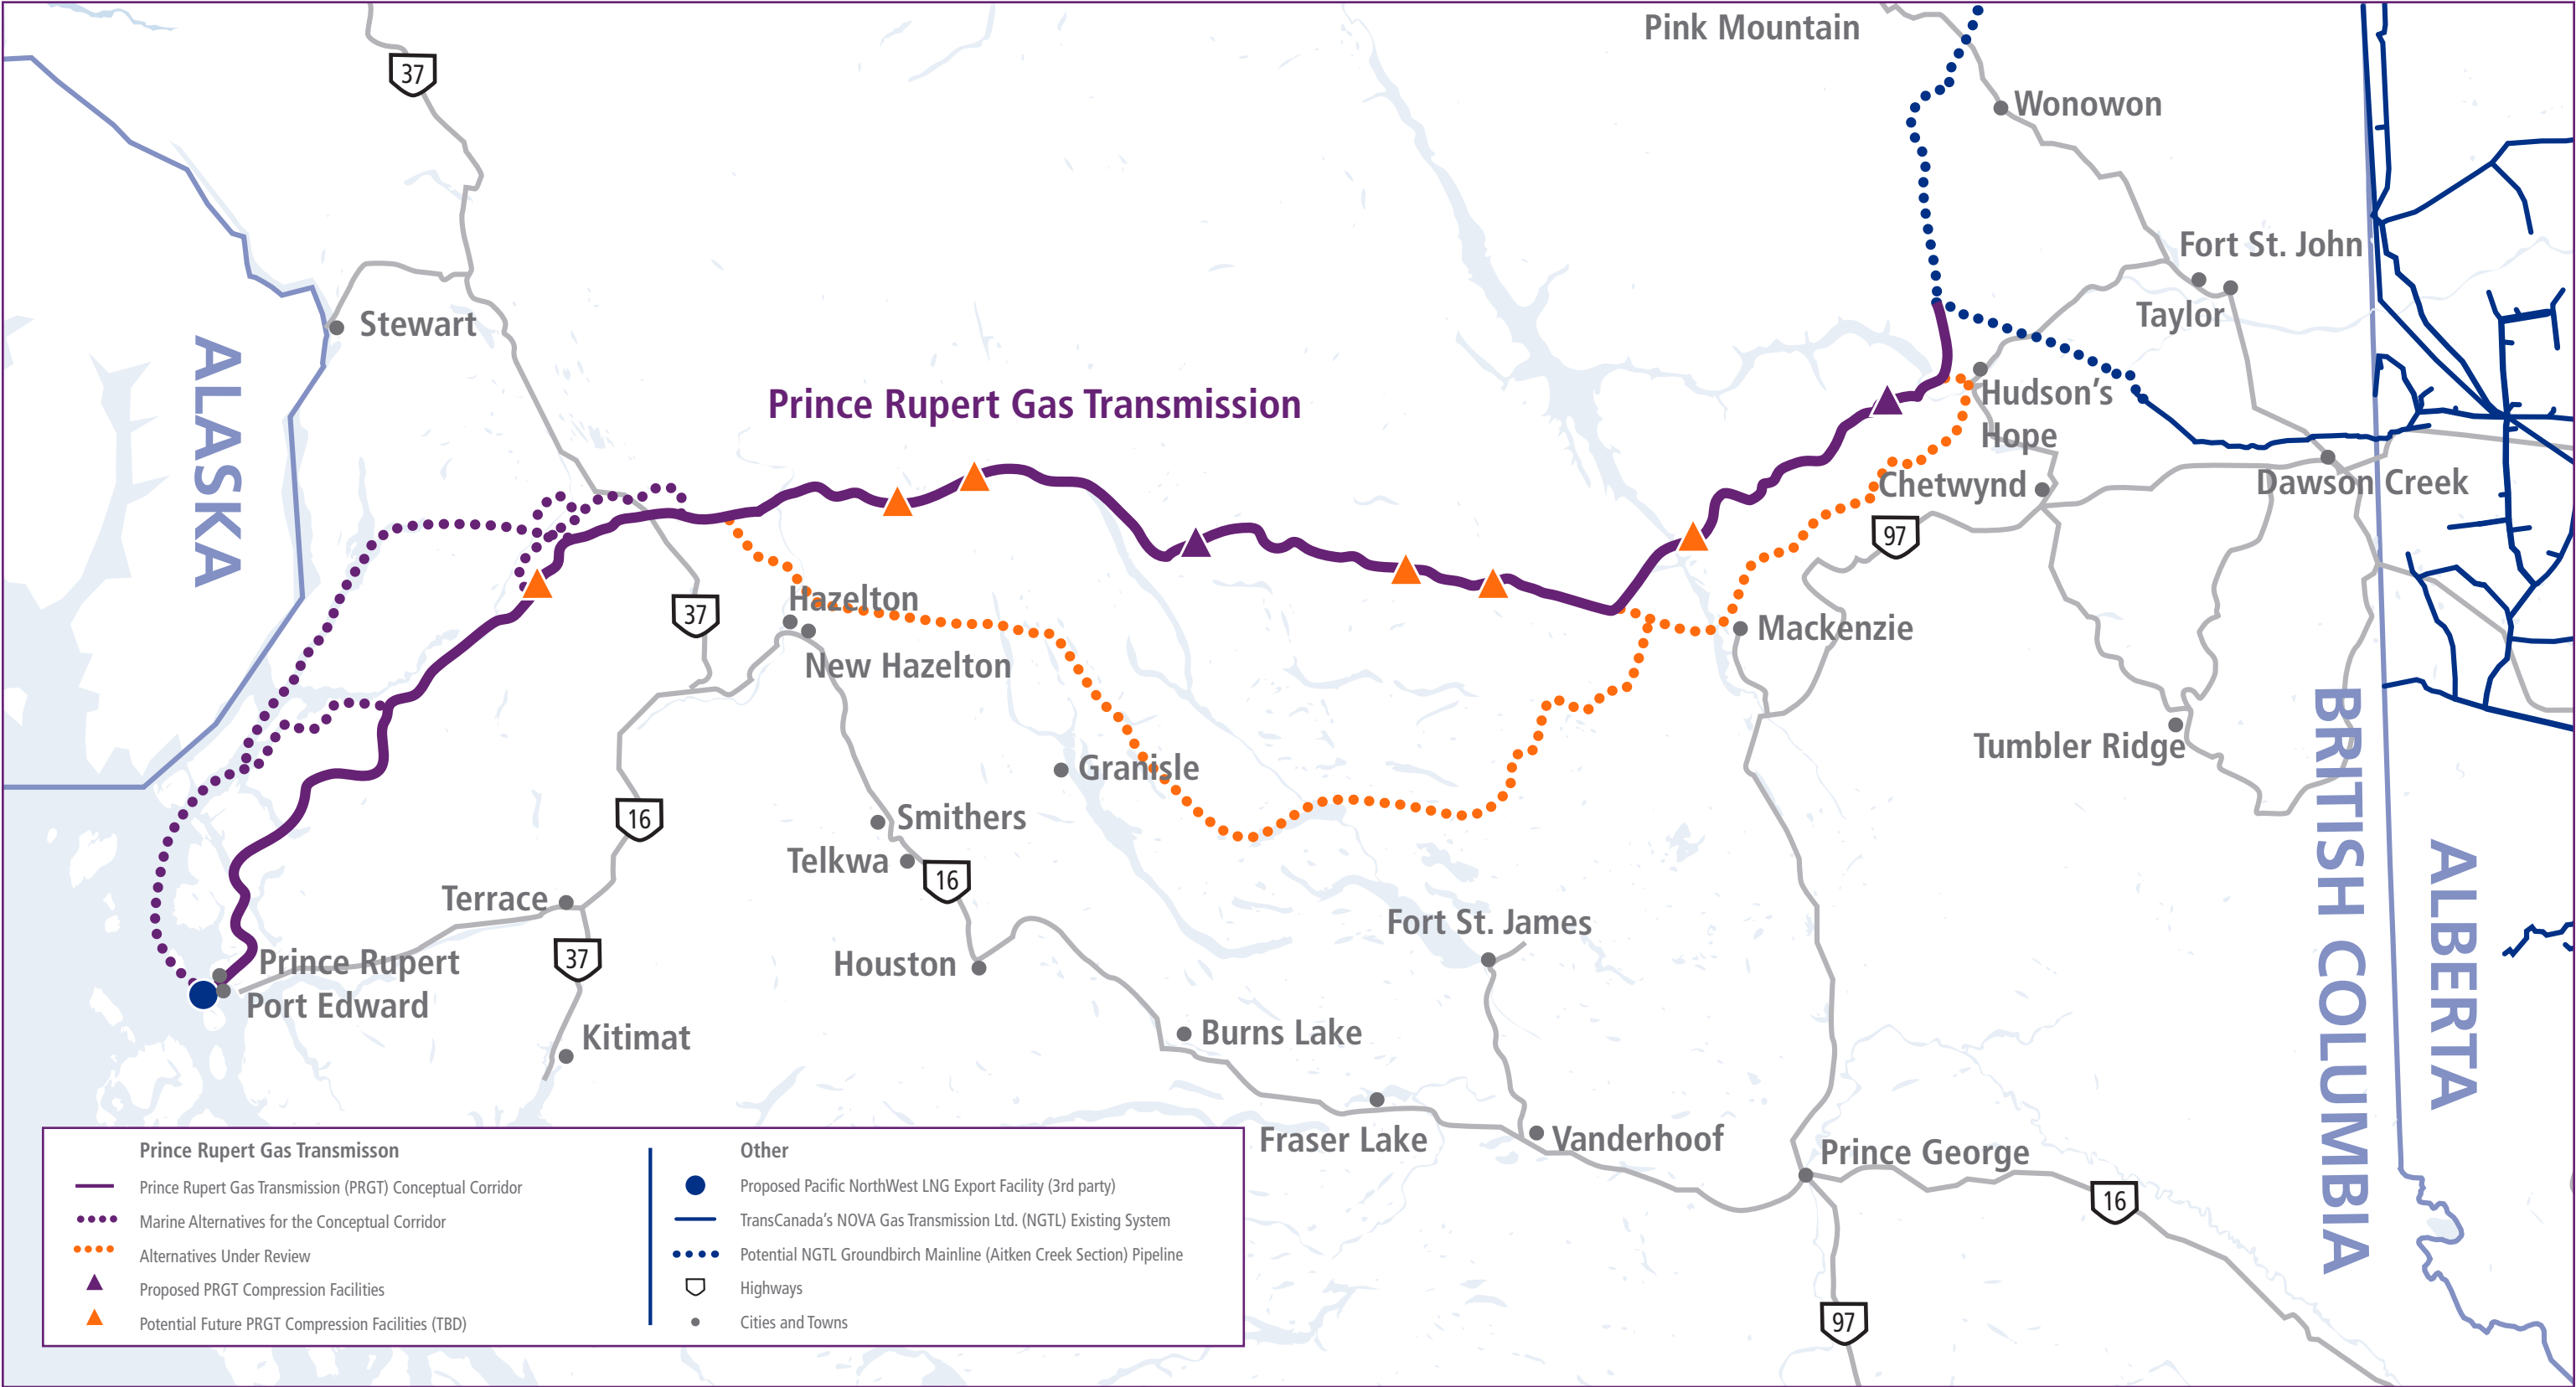 Pink Mountain
37
Wonowon
Fort St. John
Taylor
Stewart
ALASKA
Prince Rupert Gas Transmission
Hudson's
Hope
Chetwynd
Dawson Creek
97
Hazelton
37
New Hazelton
Mackenzie
Tumbler Ridge
BRITISH COLUMBIA
ALBERTA
Granisle
16
Smithers
Telkwa
16
Terrace
Fort St. James
Prince Rupert
Port Edward
37
Houston
Kitimat
Burns Lake
Fraser Lake
Vanderhoof
Prince George
16
97
Prince Rupert Gas Transmisson
Prince Rupert Gas Transmission (PRGT) Conceptual Corridor
Marine Alternatives for the Conceptual Corridor
Alternatives Under Review
Proposed PRGT Compression Facilities
Potential Future PRGT Compression Facilities (TBD)
Other
Proposed Pacific NorthWest LNG Export Facility (3rd party)
TransCanada's NOVA Gas Transmission Ltd. (NGTL) Existing System
Potential NGTL Groundbirch Mainline (Aitken Creek Section) Pipeline
Highways
Cities and Towns